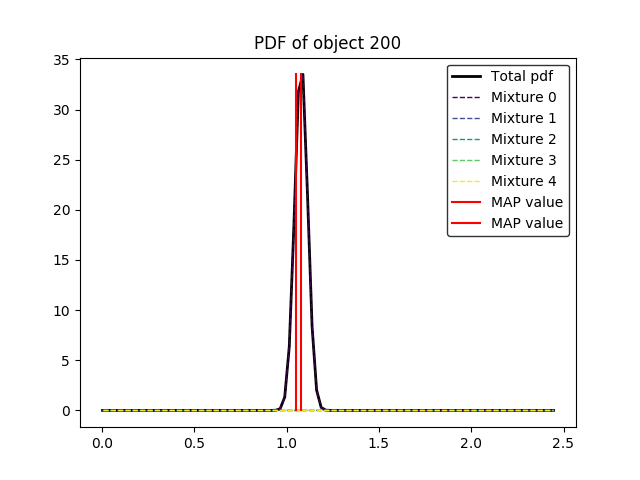 PDF of object 200
35
30
25
20
15
10
5
0
0.0
0.5
1.0
1.5
2.0
2.5
Total pdf
Mixture 0
Mixture 1
Mixture 2
Mixture 3
Mixture 4
MAP value
MAP value